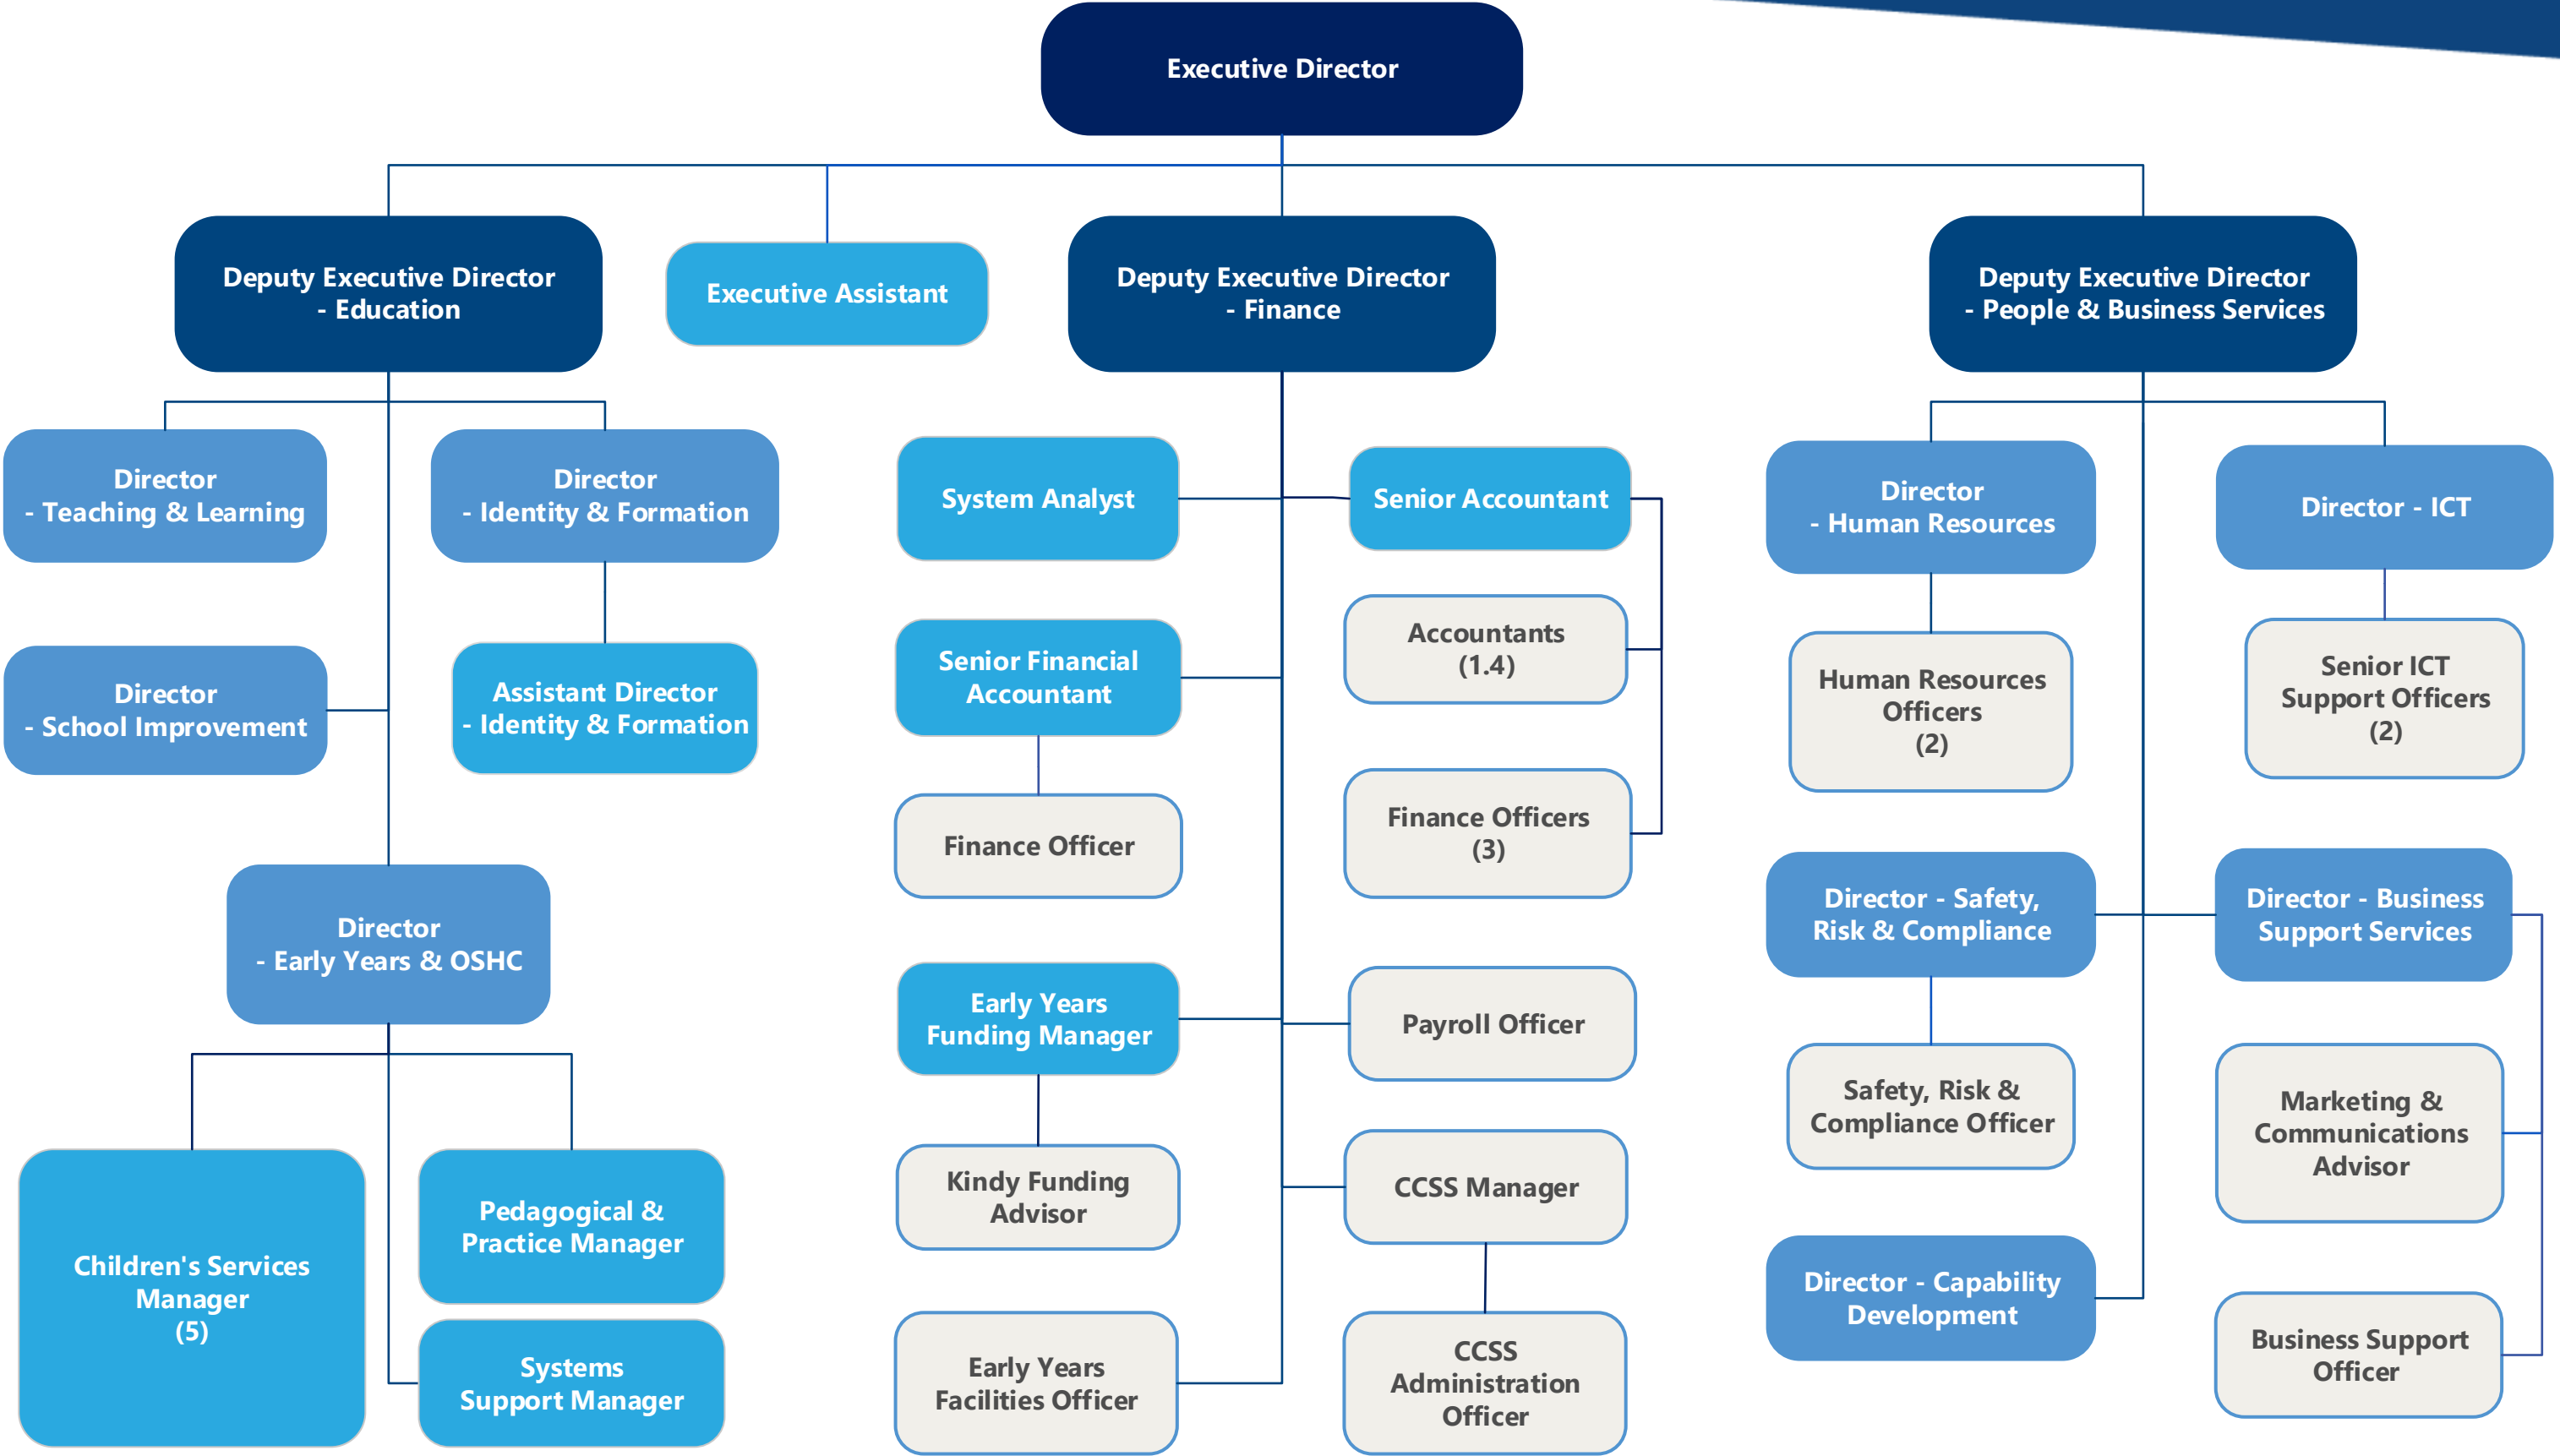 Executive Director
Deputy Executive Director
- Education
Executive Assistant
Deputy Executive Director
- Finance
Deputy Executive Director
- People & Business Services
Director
- Teaching & Learning
Director
- Identity & Formation
Director
- School Improvement
Assistant Director
- Identity & Formation
Director
- Early Years & OSHC
Children's Services
Manager
(5)
Pedagogical &
Practice Manager
Systems
Support Manager
System Analyst
Senior Accountant
Accountants
(1.4)
Senior Financial
Accountant
Finance Officers
(3)
Finance Officer
Early Years
Funding Manager
Payroll Officer
Kindy Funding
Advisor
CCSS Manager
Early Years
Facilities Officer
CCSS
Administration
Officer
Director
- Human Resources
Director - ICT
Human Resources
Officers
(2)
Senior ICT
Support Officers
(2)
Director - Safety,
Risk & Compliance
Director - Business
Support Services
Safety, Risk &
Compliance Officer
Marketing &
Communications
Advisor
Director - Capability
Development
Business Support
Officer